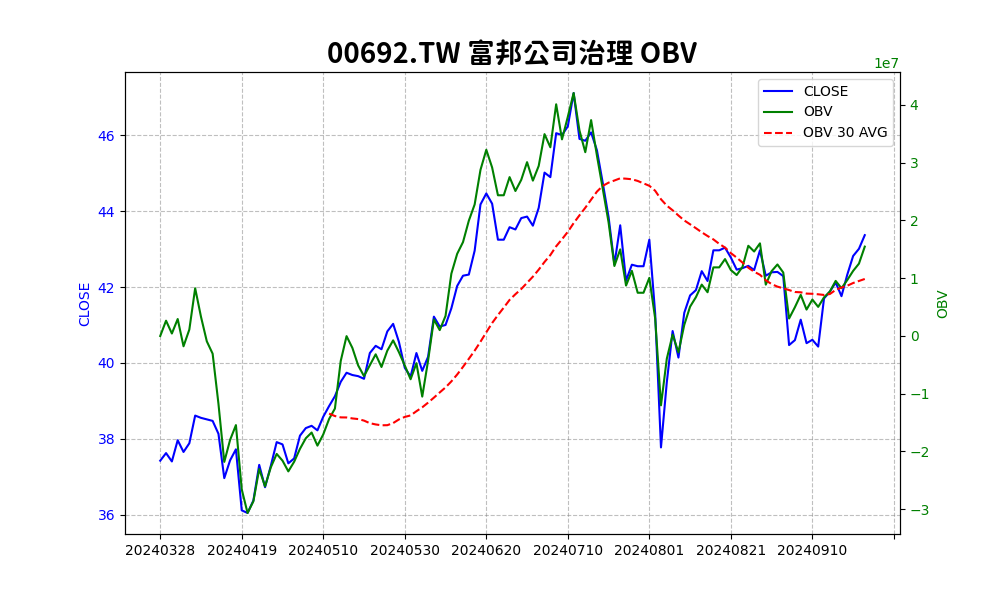 00692.TW 富邦公司治理 OBV
1e7
CLOSE
OBV
OBV 30 AVG
46
44
42
40
38
36
CLOSE
4
3
2
1
0
−1
−2
−3
OBV
20240328 20240419 20240510 20240530 20240620 20240710 20240801 20240821 20240910